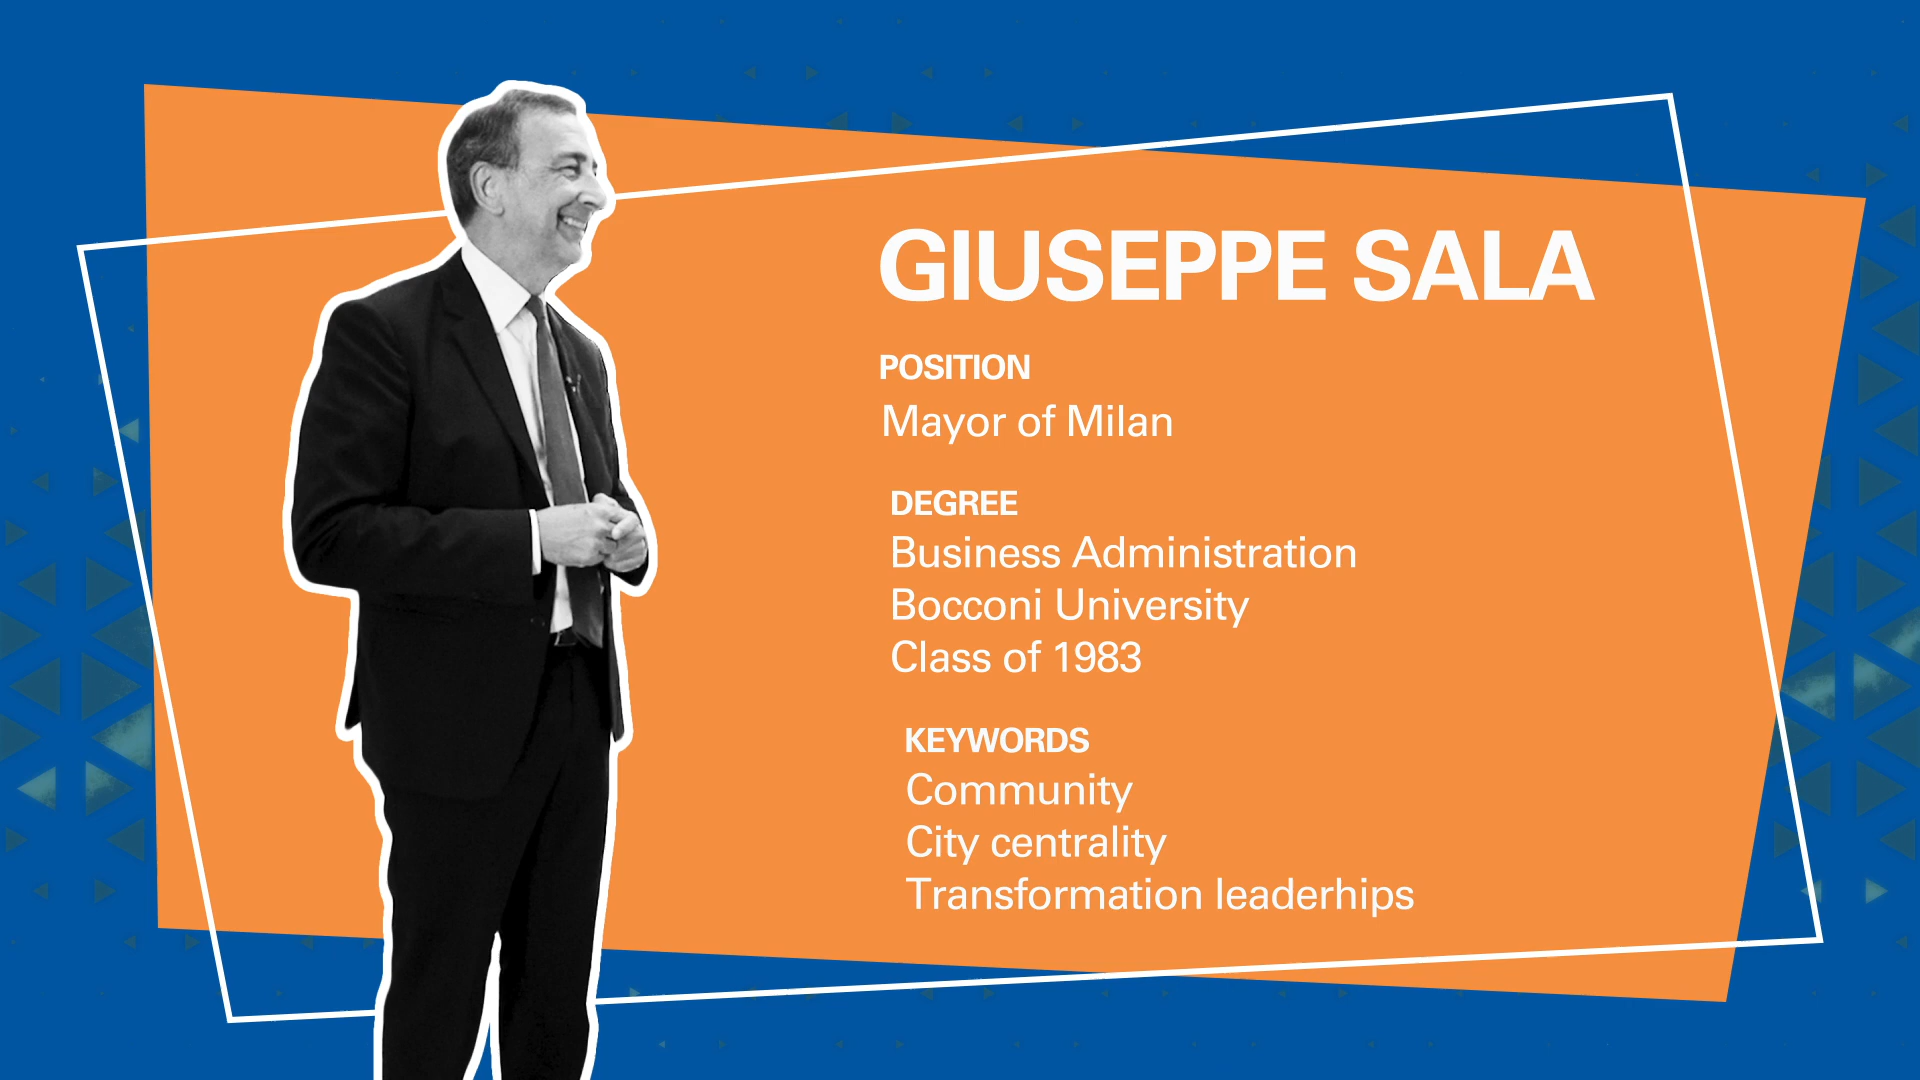 GIUSEPPE SALA
POSITION
Mayor of Milan
DEGREE
Business Administration
Bocconi University
Class of 1983
KEYWORDS
Community
City centrality
Transformation leaderhips